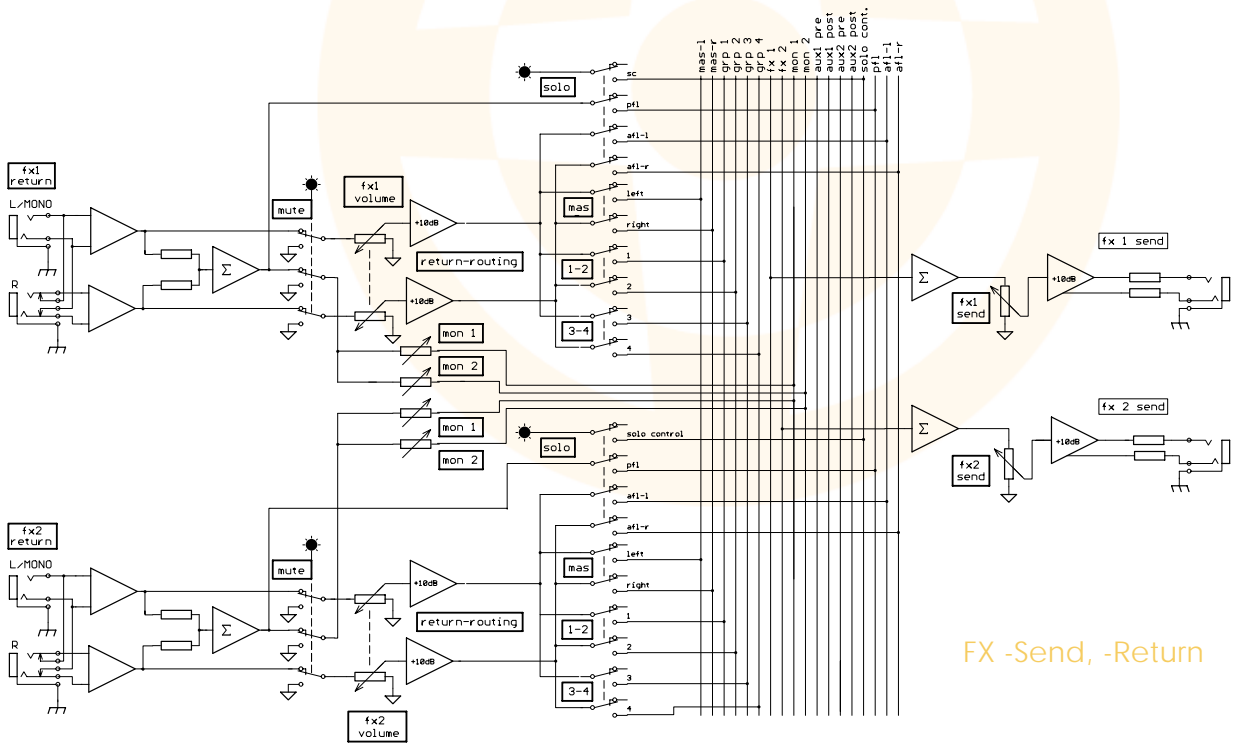 mas-l
mas-r
grp 1
grp 2
grp 3
grp 4
fx 1
fx 2
mon 1
mon 2
aux1 pre
aux1 post
aux2 pre
aux2 post
solo cont.
pfl
afl-l
afl-r
solo
sc
pfl
afl-l
afl-r
fx1
return
L/MONO
R
Σ
mute
fx1
volume
+10dB
return-routing
+10dB
mas
left
right
1-2
1
2
3-4
3
4
mon 1
mon 2
mon 1
mon 2
Σ
fx1
send
+10dB
fx 1 send
Σ
fx2
send
+10dB
fx 2 send
solo
solo control
pfl
afl-l
afl-r
fx2
return
L/MONO
R
Σ
mute
+10dB
return-routing
+10dB
fx2
volume
mas
left
right
1-2
1
2
3-4
3
4
FX -Send, -Return